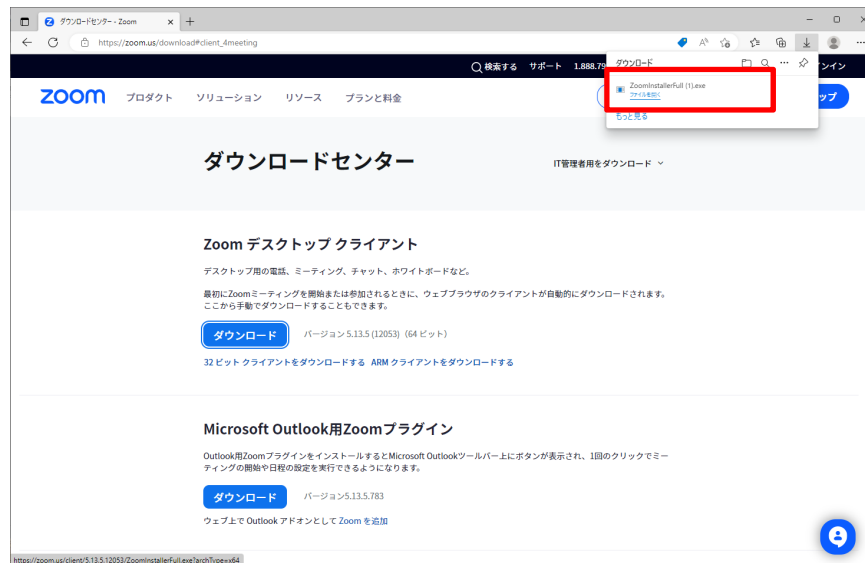 ダウンロードセンター - Zoom
https://zoom.us/download#client_4meeting
検索する サポート 1.888.79
ダウンロード
ZoomInstallerFull (1).exe
ファイルを開く
もっと見る
zoom プロダクト ソリューション リソース プランと料金
ダウンロードセンター
IT管理者用をダウンロード
Zoom デスクトップ クライアント
デスクトップ用の電話、ミーティング、チャット、ホワイトボードなど。
最初にZoomミーティングを開始または参加されるときに、ウェブブラウザのクライアントが自動的にダウンロードされます。
ここから手動でダウンロードすることもできます。
ダウンロード バージョン 5.13.5 (12053) (64 ビット)
32 ビット クライアントをダウンロードする ARM クライアントをダウンロードする
Microsoft Outlook用Zoomプラグイン
Outlook用ZoomプラグインをインストールするとMicrosoft Outlookツールバー上にボタンが表示され、1回のクリックでミー
ティングの開始や日程の設定を実行できるようになります。
ダウンロード バージョン5.13.5.783
ウェブ上で Outlook アドオンとして Zoom を追加
https://zoom.us/client/5.13.5.12053/ZoomInstallerFull.exe?archType=x64